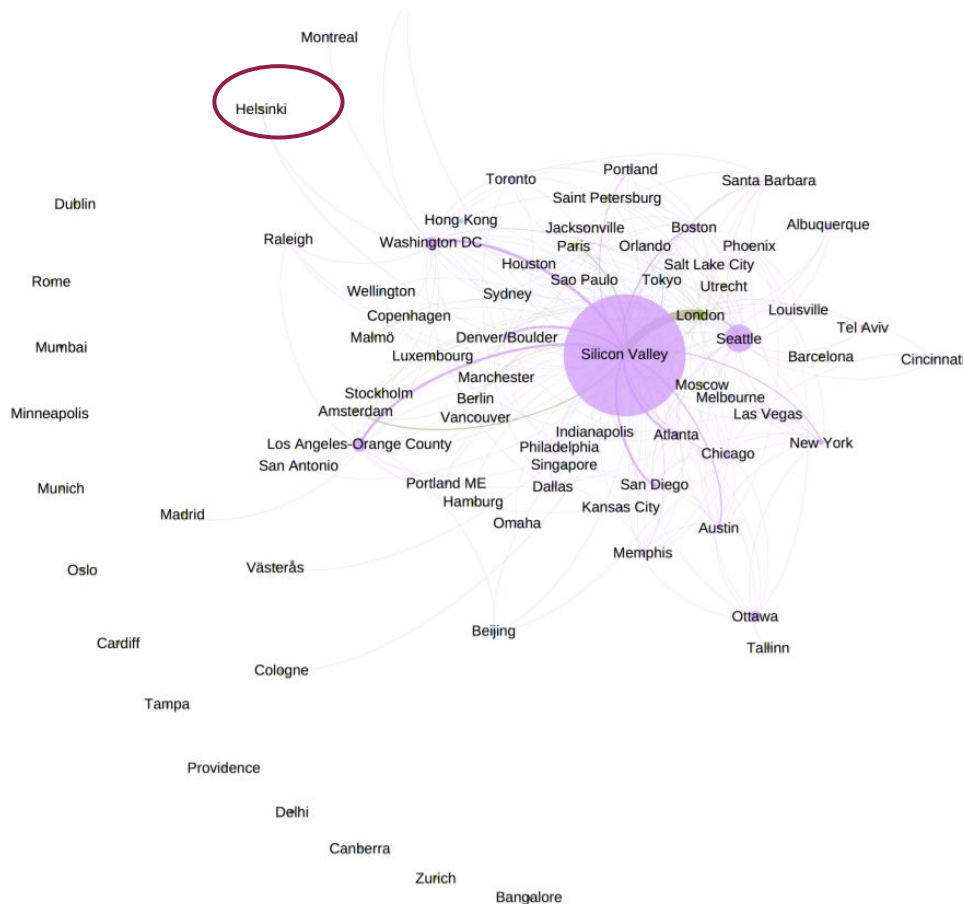 Montreal
Helsinki
Toronto
Portland
Santa Barbara
Saint Petersburg
Dublin
Hong Kong
Jacksonville
Boston
Albuquerque
Raleigh
Washington DC
Paris
Orlando
Phoenix
Houston
Salt Lake City
Rome
Sao Paulo
Tokyo
Utrecht
Wellington
Sydney
Louisville
Copenhagen
London
Tel Aviv
Mumbai
Malmö
Denver/Boulder
Seattle
Luxembourg
Silicon Valley
Barcelona
Cincinnati
Manchester
Stockholm
Berlin
Moscow
Melbourne
Minneapolis
Amsterdam
Vancouver
Las Vegas
Los Angeles-Orange County
Indianapolis
Atlanta
New York
Philadelphia
Chicago
San Antonio
Singapore
Munich
Portland ME
Dallas
San Diego
Hamburg
Kansas City
Madrid
Omaha
Austin
Memphis
Oslo
Västerås
Ottawa
Beijing
Cardiff
Tallinn
Cologne
Tampa
Providence
Delhi
Canberra
Zurich
Bangalore